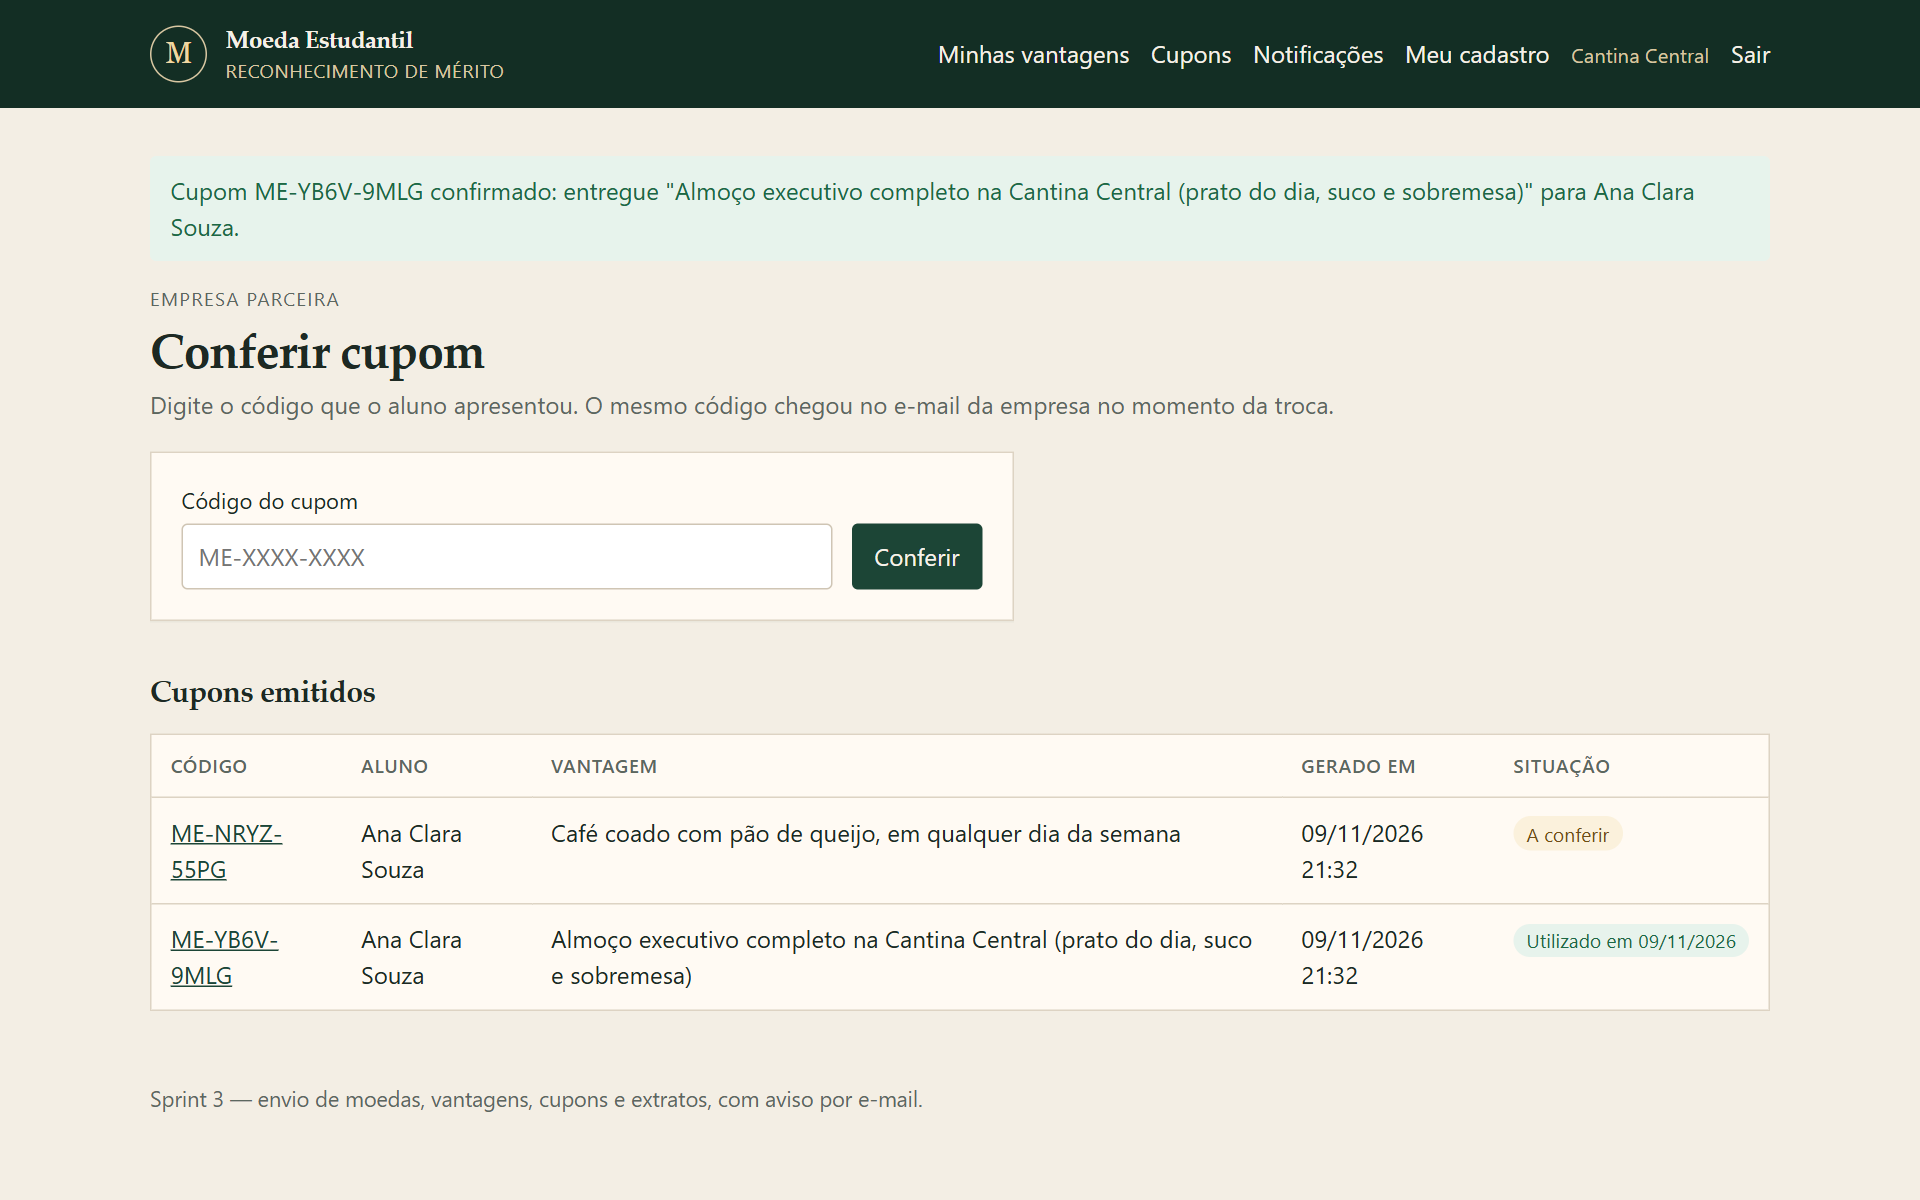 M
Moeda Estudantil
RECONHECIMENTO DE MÉRITO
Minhas vantagens Cupons Notificações Meu cadastro Cantina Central Sair
Cupom ME-YB6V-9MLG confirmado: entregue "Almoço executivo completo na Cantina Central (prato do dia, suco e sobremesa)" para Ana Clara
Souza.
EMPRESA PARCEIRA
Conferir cupom
Digite o código que o aluno apresentou. O mesmo código chegou no e-mail da empresa no momento da troca.
Código do cupom
ME-XXXX-XXXX
Conferir
Cupons emitidos
CÓDIGO ALUNO VANTAGEM GERADO EM SITUAÇÃO
ME-NRYZ- Ana Clara Café coado com pão de queijo, em qualquer dia da semana 09/11/2026 A conferir
55PG Souza 21:32
ME-YB6V- Ana Clara Almoço executivo completo na Cantina Central (prato do dia, suco 09/11/2026 Utilizado em 09/11/2026
9MLG Souza e sobremesa) 21:32
Sprint 3 — envio de moedas, vantagens, cupons e extratos, com aviso por e-mail.